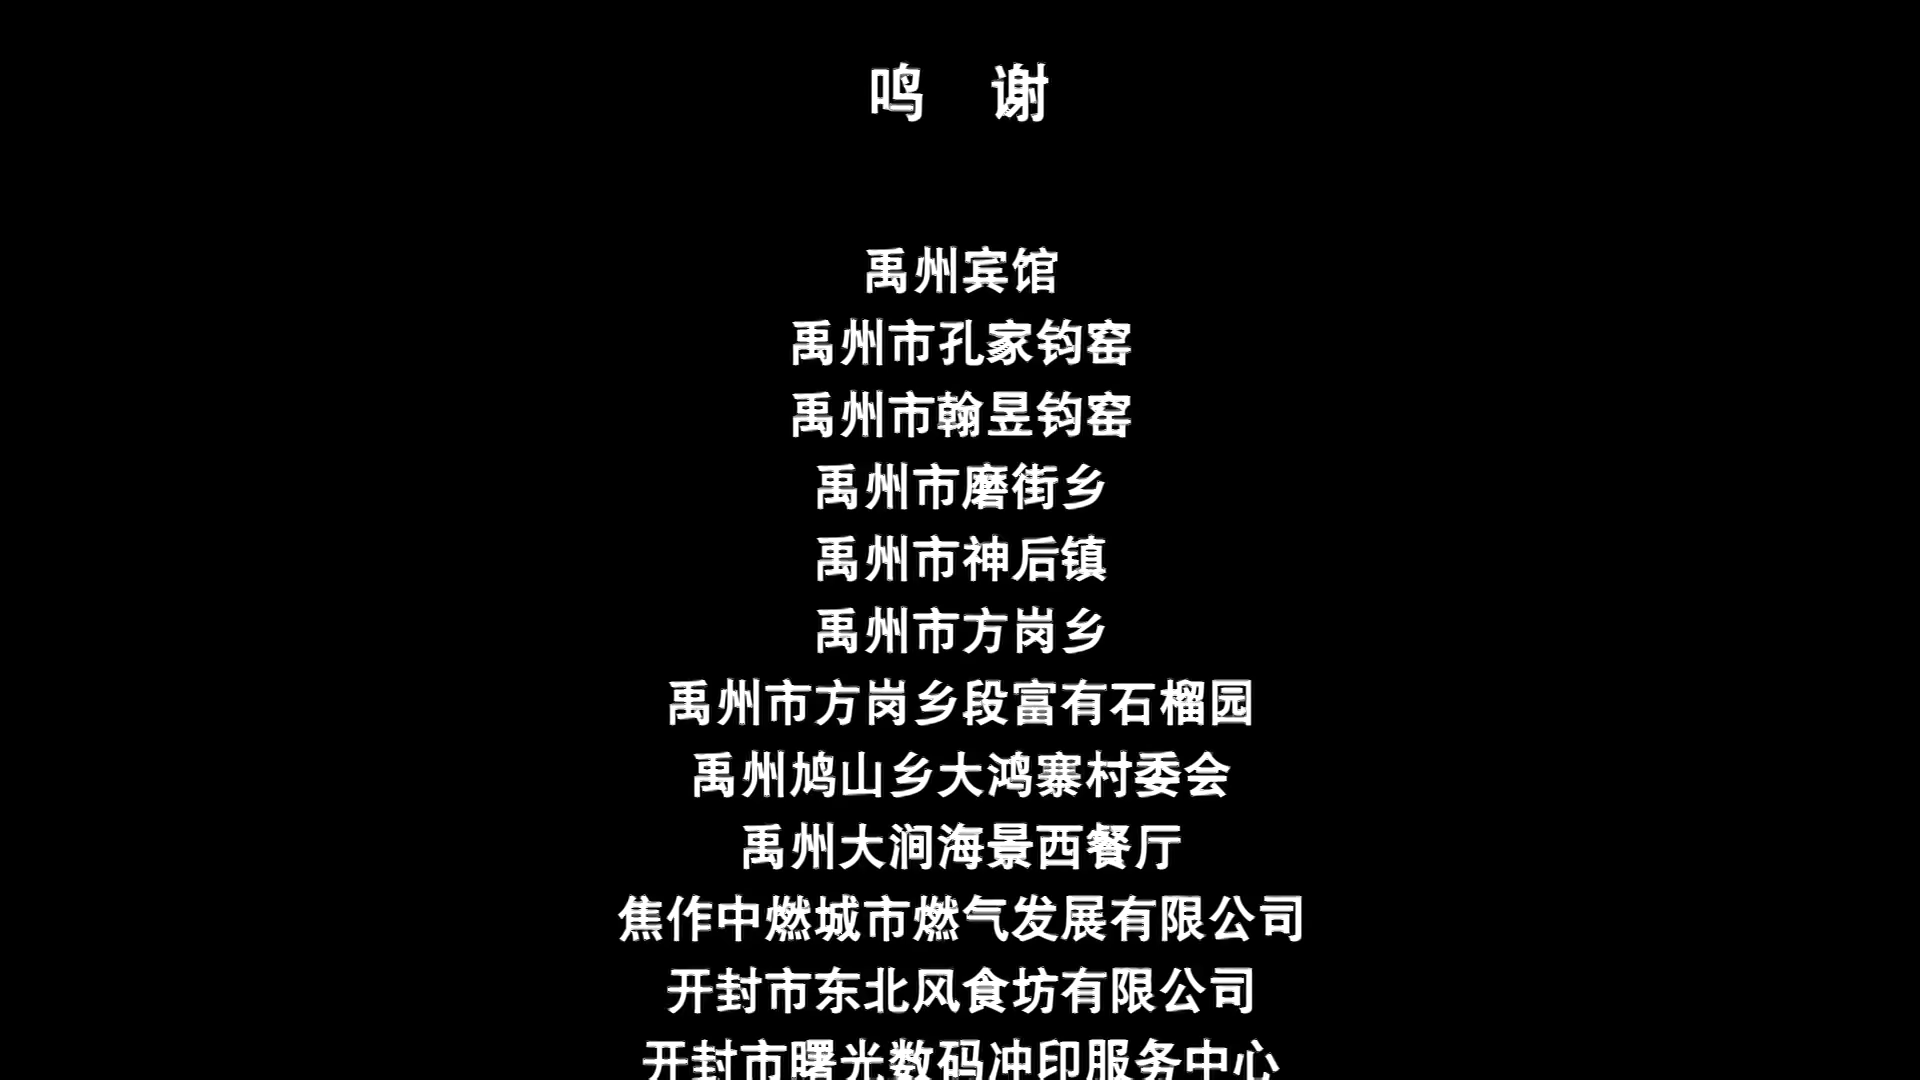 鸣 谢
禹州宾馆
禹州市孔家钧窑
禹州市翰昱钧窑
禹州市磨街乡
禹州市神后镇
禹州市方岗乡
禹州市方岗乡段富有石榴园
禹州鸠山乡大鸿寨村委会
禹州大涧海景西餐厅
焦作中燃城市燃气发展有限公司
开封市东北风食坊有限公司
开封市曙光数码冲印服务中心